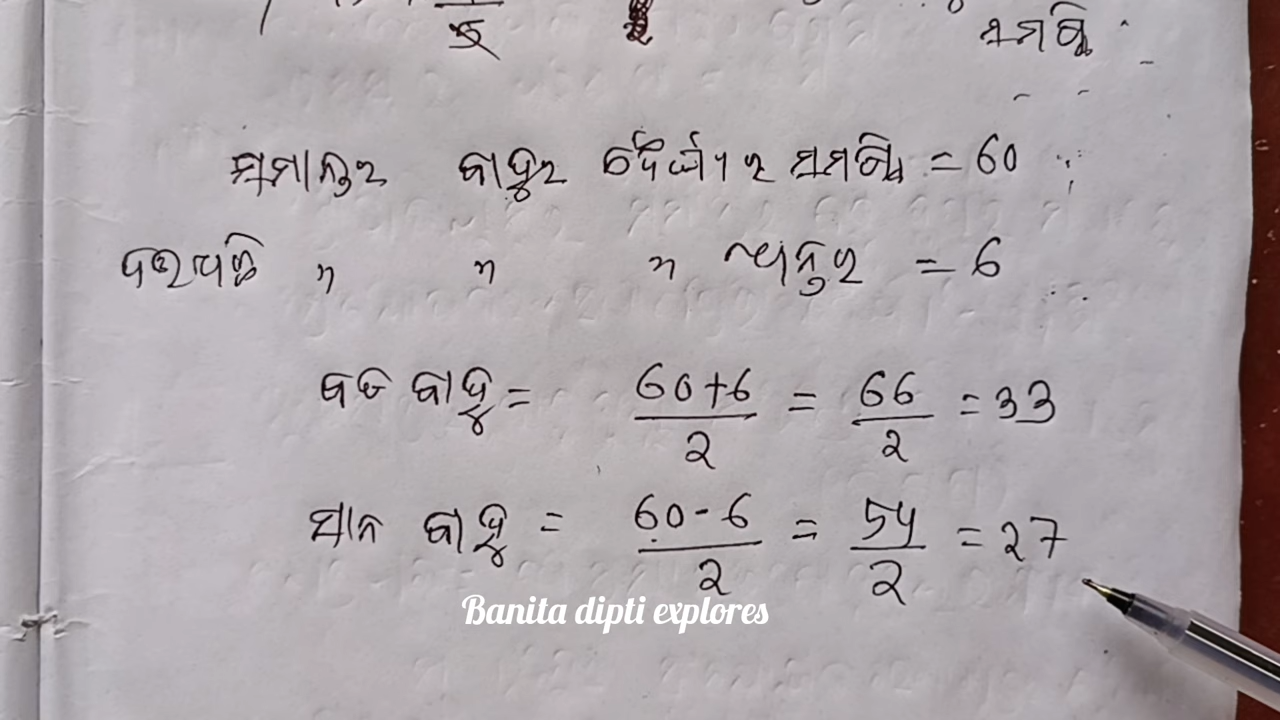 ସମଷ୍ଟି
ସମାନ୍ତର ବାହୁର ଦୈର୍ଘ୍ୟର ସମଷ୍ଟି = 60
" " " ଅନ୍ତର = 6
ବଡ ବାହୁ = 60+6/2 = 66/2 = 33
ସାନ ବାହୁ = 60-6/2 = 54/2 = 27
Banita dipti explores